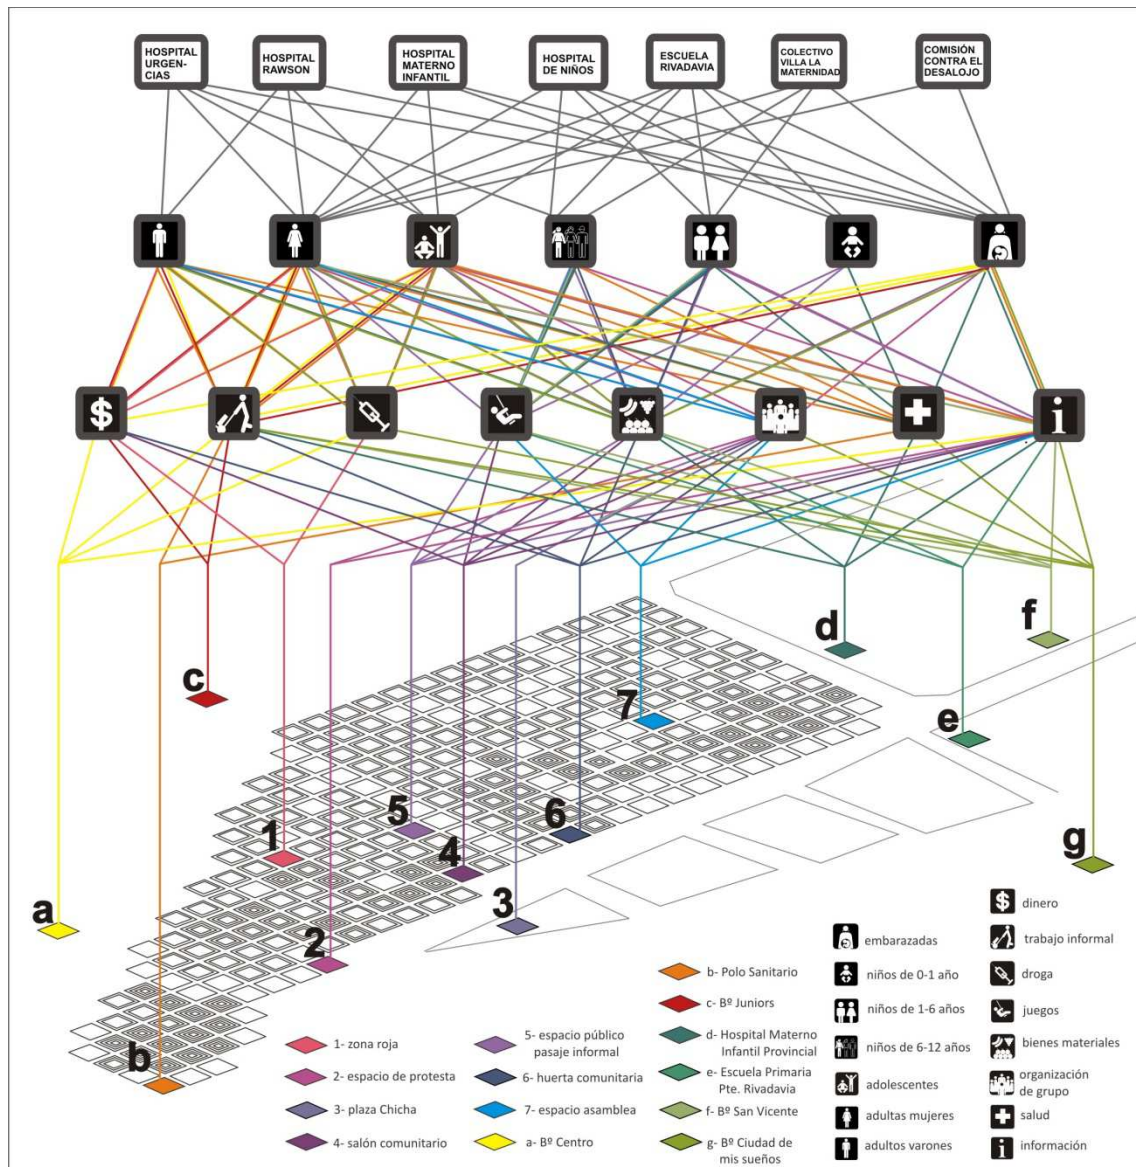 HOSPITAL
URGEN-
CIAS
HOSPITAL
RAWSON
HOSPITAL
MATERNO
INFANTIL
HOSPITAL
DE NIÑOS
ESCUELA
RIVADAVIA
COLECTIVO
VILLA LA
MATERNIDAD
COMISIÓN
CONTRA EL
DESALOJO
$
i
d
f
c
7
e
5
6
1
4
g
a
3
2
b
1- zona roja
2- espacio de protesta
3- plaza Chicha
4- salón comunitario
5- espacio público
pasaje informal
6- huerta comunitaria
7- espacio asamblea
a- Bº Centro
b- Polo Sanitario
c- Bº Juniors
d- Hospital Materno
Infantil Provincial
e- Escuela Primaria
Pte. Rivadavia
f- Bº San Vicente
g- Bº Ciudad de
mis sueños
embarazadas
niños de 0-1 año
niños de 1-6 años
niños de 6-12 años
adolescentes
adultas mujeres
adultos varones
$ dinero
trabajo informal
droga
juegos
bienes materiales
organización
de grupo
salud
i información